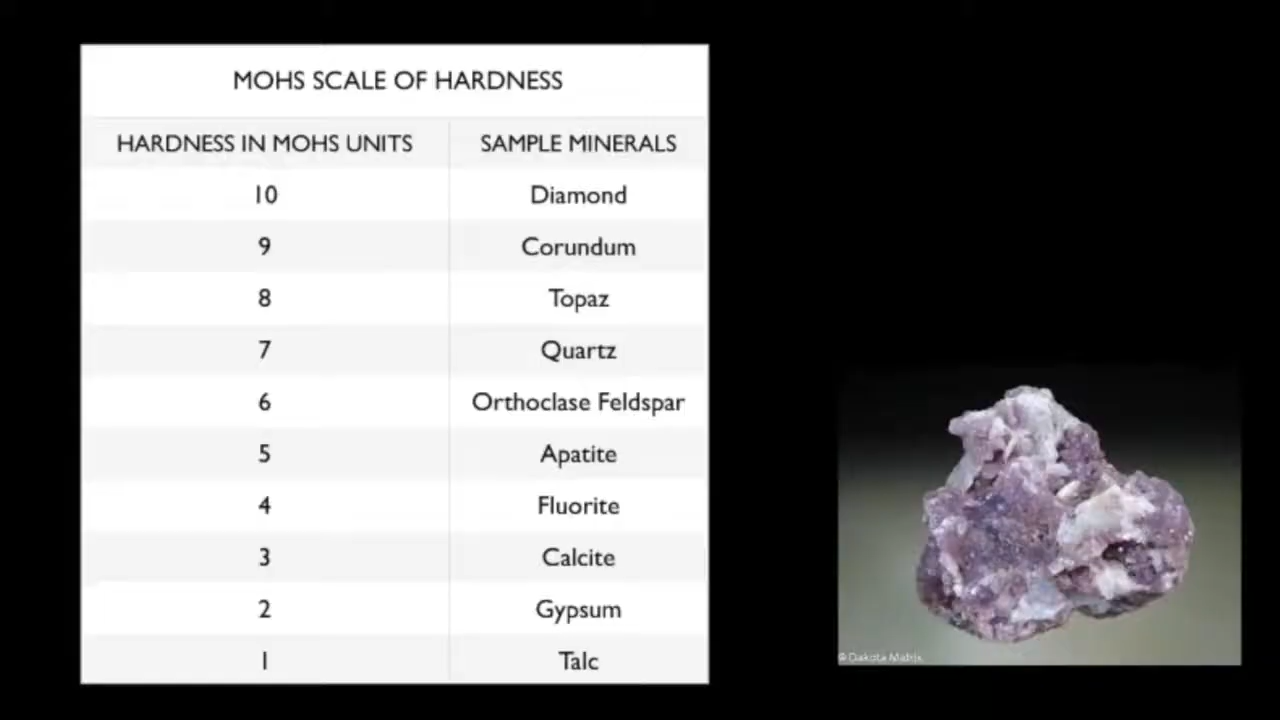 MOHS SCALE OF HARDNESS
HARDNESS IN MOHS UNITS SAMPLE MINERALS
10 Diamond
9 Corundum
8 Topaz
7 Quartz
6 Orthoclase Feldspar
5 Apatite
4 Fluorite
3 Calcite
2 Gypsum
1 Talc
© Dakota Matrix